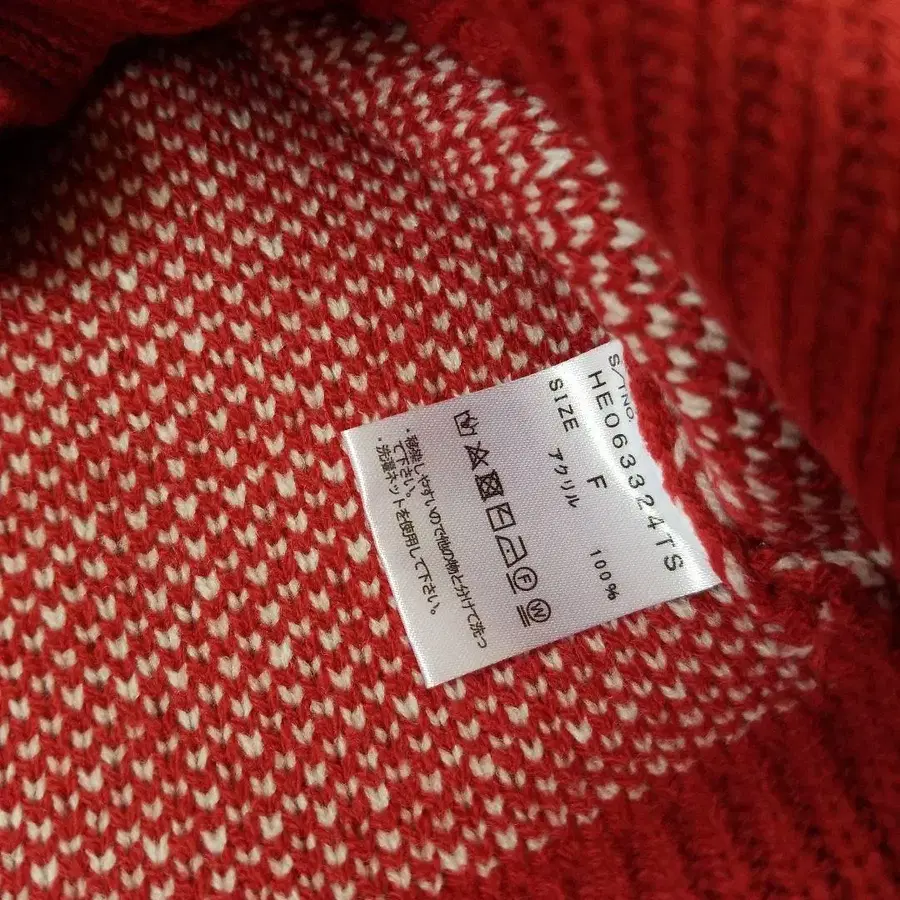 S/TNO.
HE0633324TS
SIZE F
アクリル 100%
F W
・移染しやすいので他の物と分けて洗っ
て下さい。
・洗濯ネットを使用して下さい。